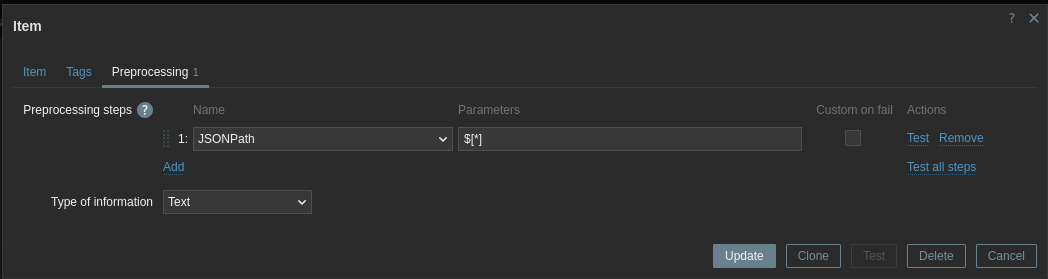 Item
?
Item Tags Preprocessing 1
Preprocessing steps ? Name Parameters Custom on fail Actions
1: JSONPath $[*] Test Remove
Add Test all steps
Type of information Text
Update Clone Test Delete Cancel